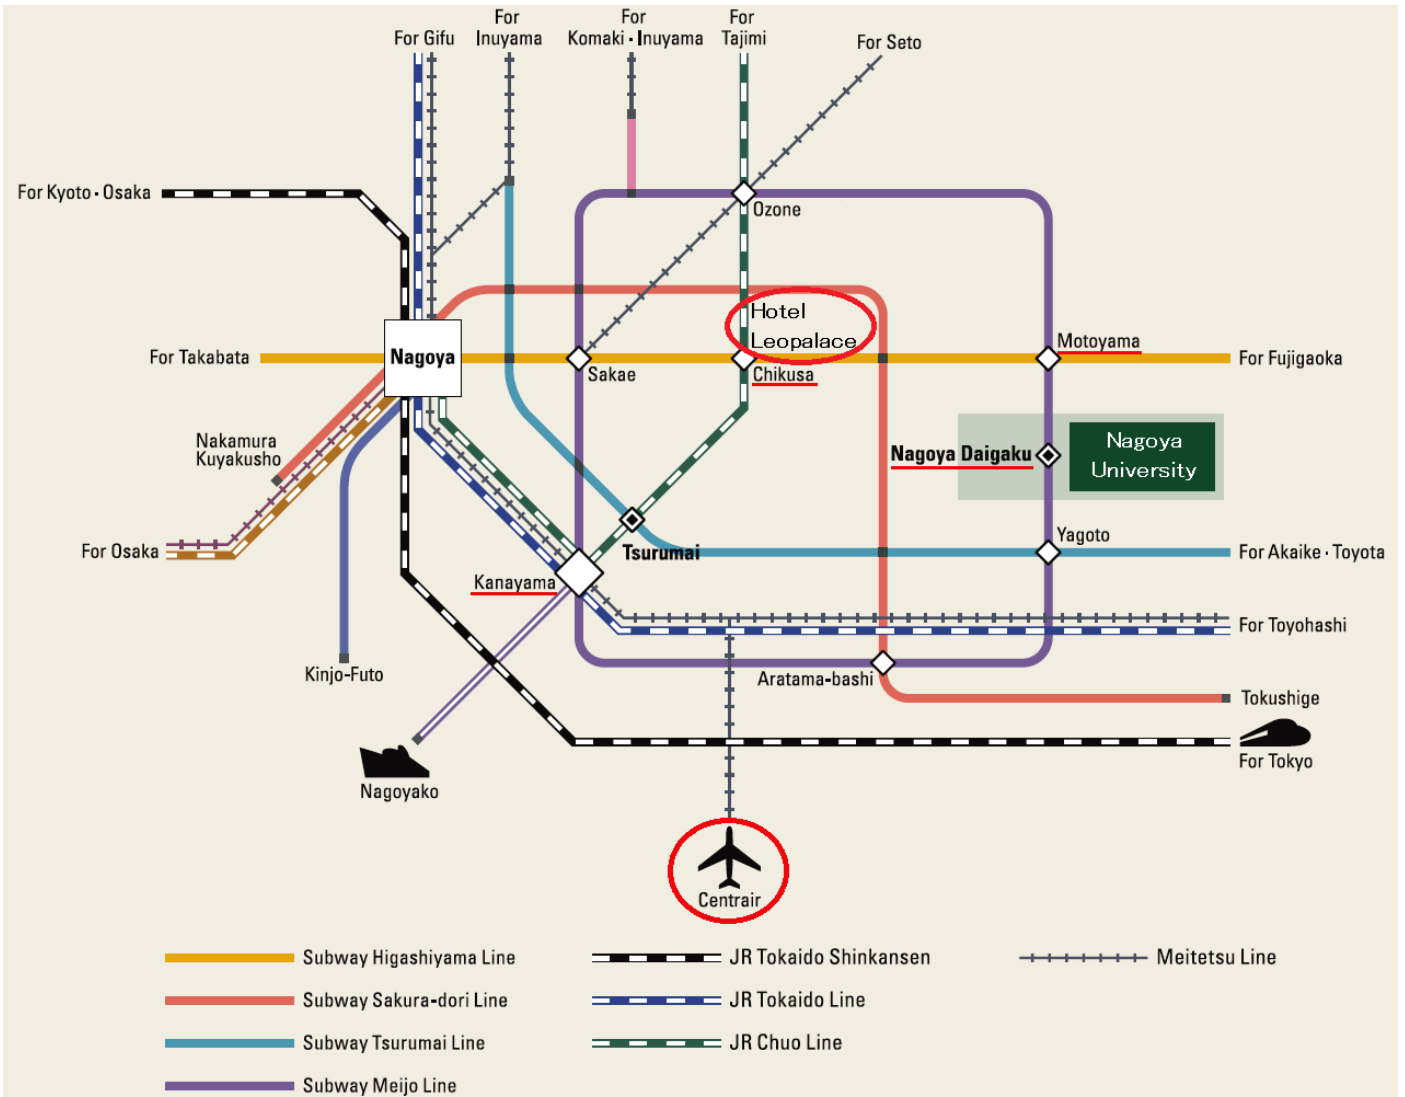 For Gifu
For
Inuyama
For
Komaki · Inuyama
For
Tajimi
For Seto
For Kyoto · Osaka
Ozone
Hotel
Leopalace
For Takabata
Nagoya
Sakae
Chikusa
Motoyama
For Fujigaoka
Nakamura
Kuyakusho
Nagoya Daigaku
Nagoya
University
For Osaka
Tsurumai
Yagoto
For Akaike · Toyota
Kanayama
For Toyohashi
Kinjo-Futo
Aratama-bashi
Tokushige
Nagoyako
For Tokyo
Centrair
Subway Higashiyama Line
JR Tokaido Shinkansen
Meitetsu Line
Subway Sakura-dori Line
JR Tokaido Line
Subway Tsurumai Line
JR Chuo Line
Subway Meijo Line